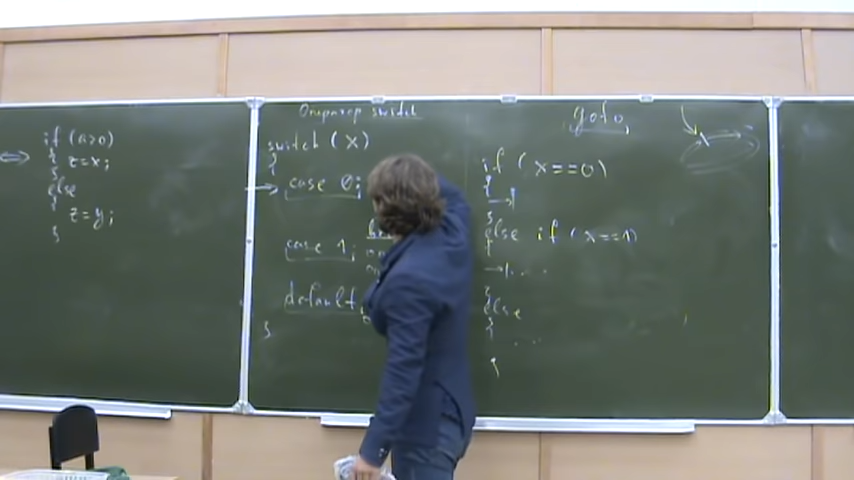 if (a>0)
{ z=x;
}
else
{
z=y;
}
Оператор switch
switch (x)
{
case 0:
case 1:
default
}
goto
if (x==0)
{
}
else if (x==1)
{
}
else
{